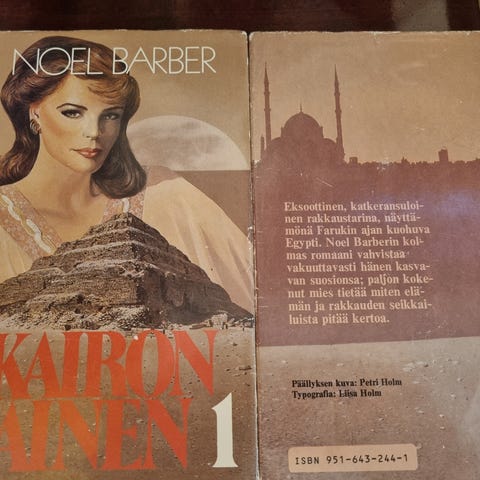 NOEL BARBER
KAIRON
AINEN 1
Eksoottinen, katkeransuloi-
nen rakkaustarina, näyttä-
mönä Farukin ajan kuohuva
Egypti. Noel Barberin kol-
mas romaani vahvistaa
vakuuttavasti hänen kasva-
van suosionsa; paljon koke-
nut mies tietää miten elä-
män ja rakkauden seikkai-
luista pitää kertoa.
Päällyksen kuva: Petri Holm
Typografia: Liisa Holm
ISBN 951-643-244-1